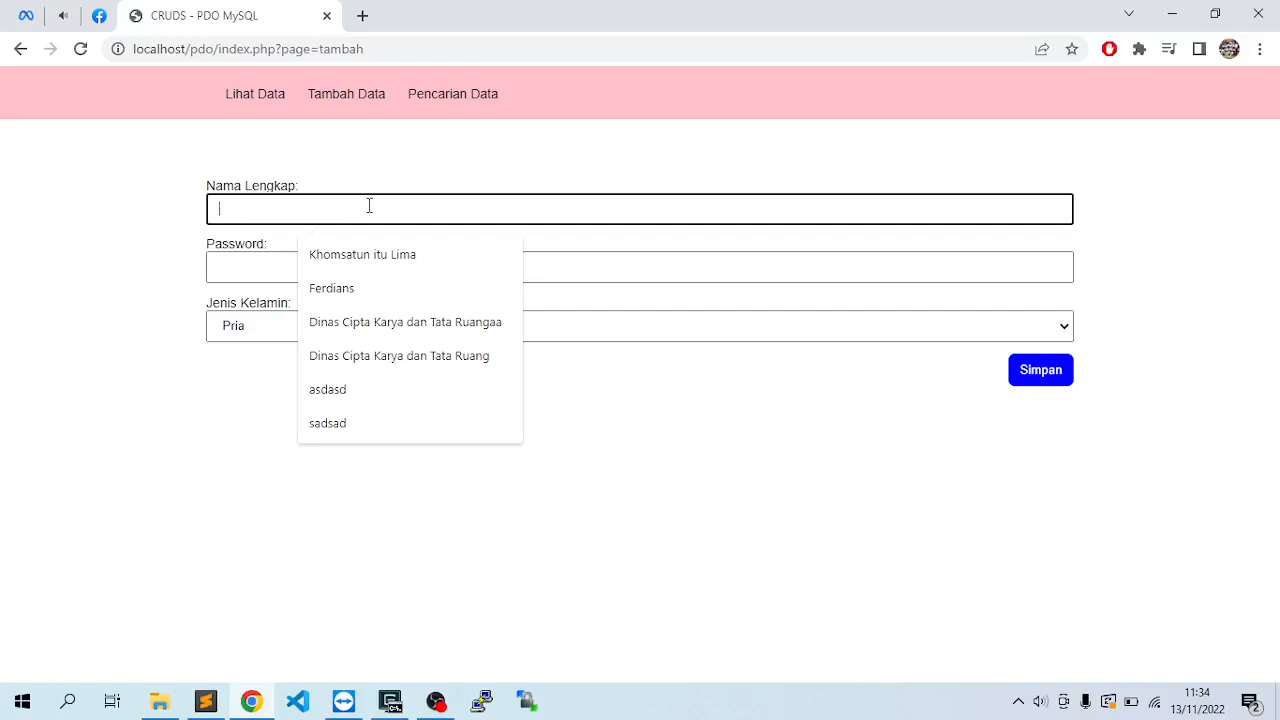 CRUDS - PDO MySQL
localhost/pdo/index.php?page=tambah
Lihat Data Tambah Data Pencarian Data
Nama Lengkap:
Password:
Khomsatun itu Lima
Ferdians
Jenis Kelamin:
Pria
Dinas Cipta Karya dan Tata Ruangaa
Dinas Cipta Karya dan Tata Ruang
asdasd
sadsad
Simpan
11:34
13/11/2022
2